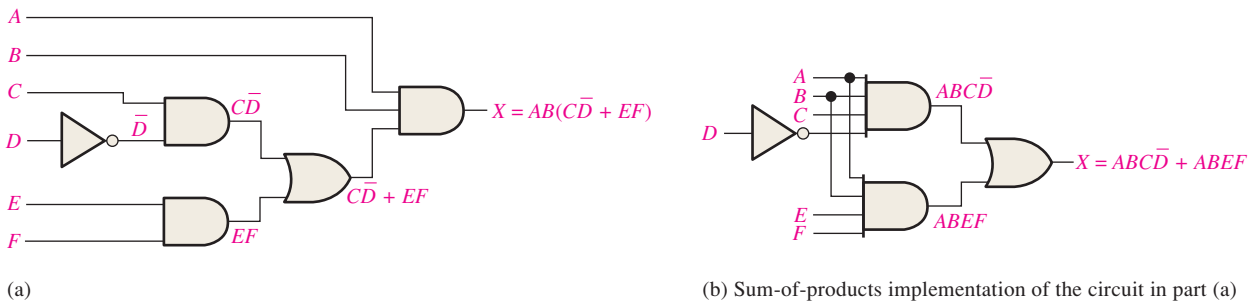 A
B
C
D
E
F
D̅
CD̅
EF
CD̅ + EF
X = AB(CD̅ + EF)
(a)
A
B
C
D
E
F
ABCD̅
ABEF
X = ABCD̅ + ABEF
(b) Sum-of-products implementation of the circuit in part (a)